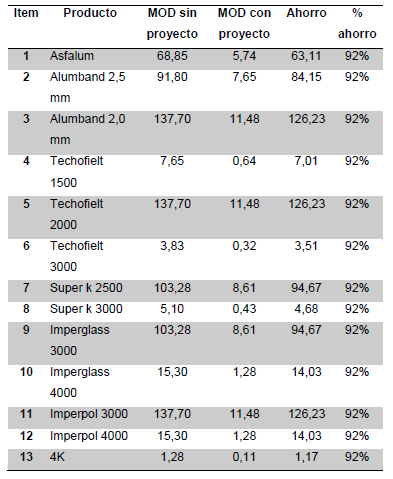 Item Producto MOD sin MOD con Ahorro %
proyecto proyecto ahorro
1 Asfalum 68,85 5,74 63,11 92%
2 Alumband 2,5 91,80 7,65 84,15 92%
mm
3 Alumband 2,0 137,70 11,48 126,23 92%
mm
4 Techofielt 7,65 0,64 7,01 92%
1500
5 Techofielt 137,70 11,48 126,23 92%
2000
6 Techofielt 3,83 0,32 3,51 92%
3000
7 Super k 2500 103,28 8,61 94,67 92%
8 Super k 3000 5,10 0,43 4,68 92%
9 Imperglass 103,28 8,61 94,67 92%
3000
10 Imperglass 15,30 1,28 14,03 92%
4000
11 Imperpol 3000 137,70 11,48 126,23 92%
12 Imperpol 4000 15,30 1,28 14,03 92%
13 4K 1,28 0,11 1,17 92%